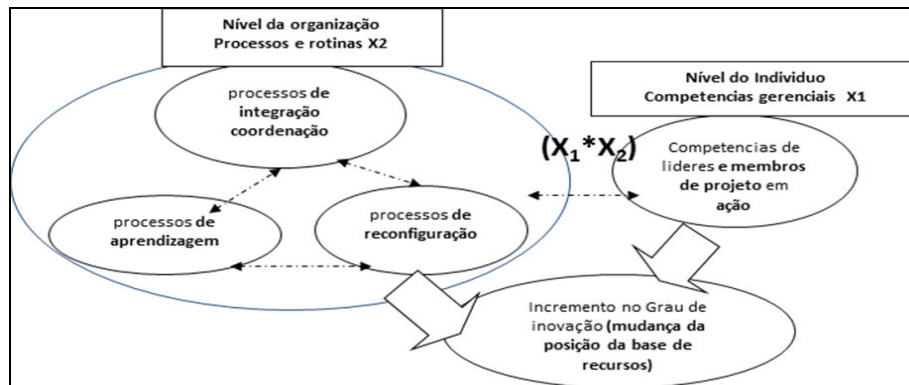 Nível da organização
Processos e rotinas X2
processos de
integração
coordenação
processos de
aprendizagem
processos de
reconfiguração
(X1*X2)
Nível do Individuo
Competencias gerenciais X1
Competencias de
lideres e membros
de projeto em
ação
Incremento no Grau de
inovação (mudança da
posição da base de
recursos)